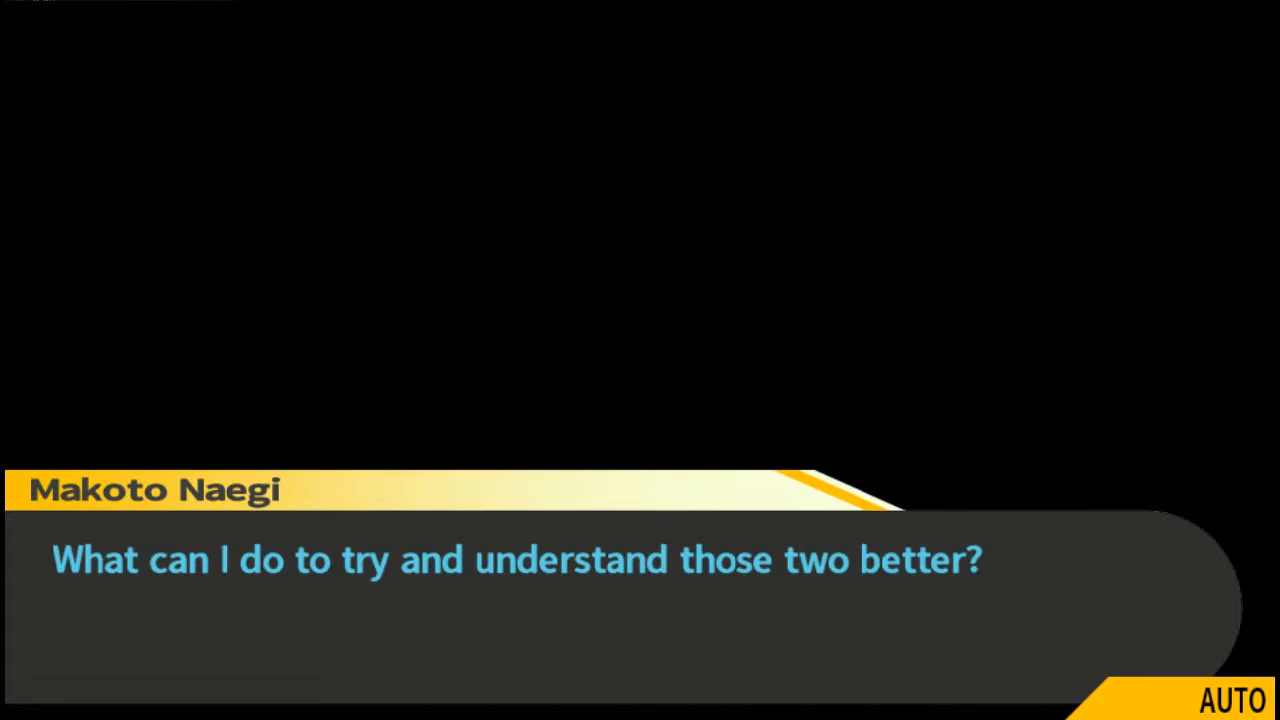 Makoto Naegi
What can I do to try and understand those two better?
AUTO